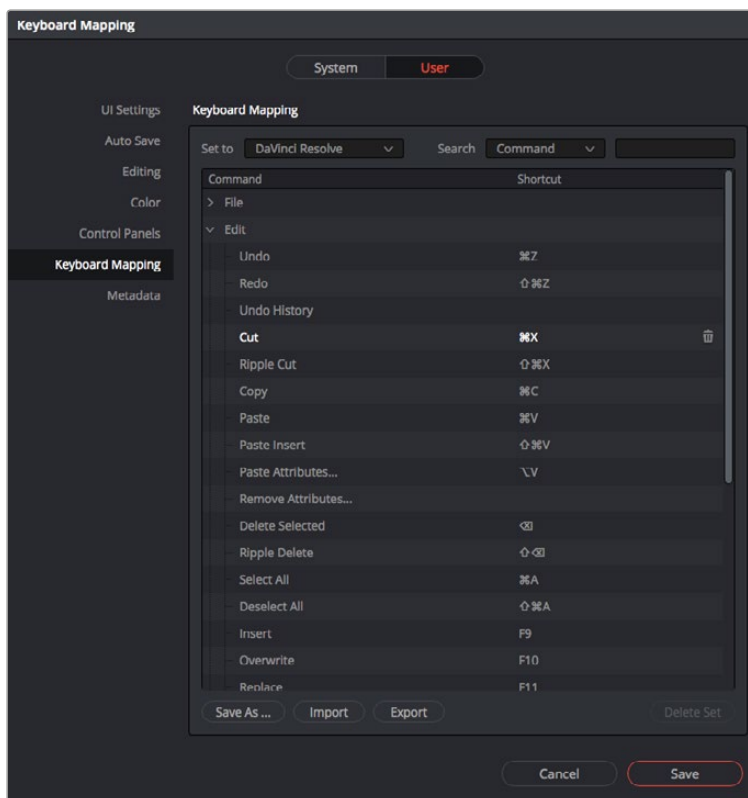 Keyboard Mapping
System User
UI Settings
Auto Save
Editing
Color
Control Panels
Keyboard Mapping
Metadata
Keyboard Mapping
Set to DaVinci Resolve Search Command
Command Shortcut
File
Edit
Undo ⌘Z
Redo ⇧⌘Z
Undo History
Cut ⌘X
Ripple Cut ⇧⌘X
Copy ⌘C
Paste ⌘V
Paste Insert ⇧⌘V
Paste Attributes... ⌥V
Remove Attributes...
Delete Selected ⌫
Ripple Delete ⇧⌫
Select All ⌘A
Deselect All ⇧⌘A
Insert F9
Overwrite F10
Replace F11
Save As ... Import Export Delete Set
Cancel Save